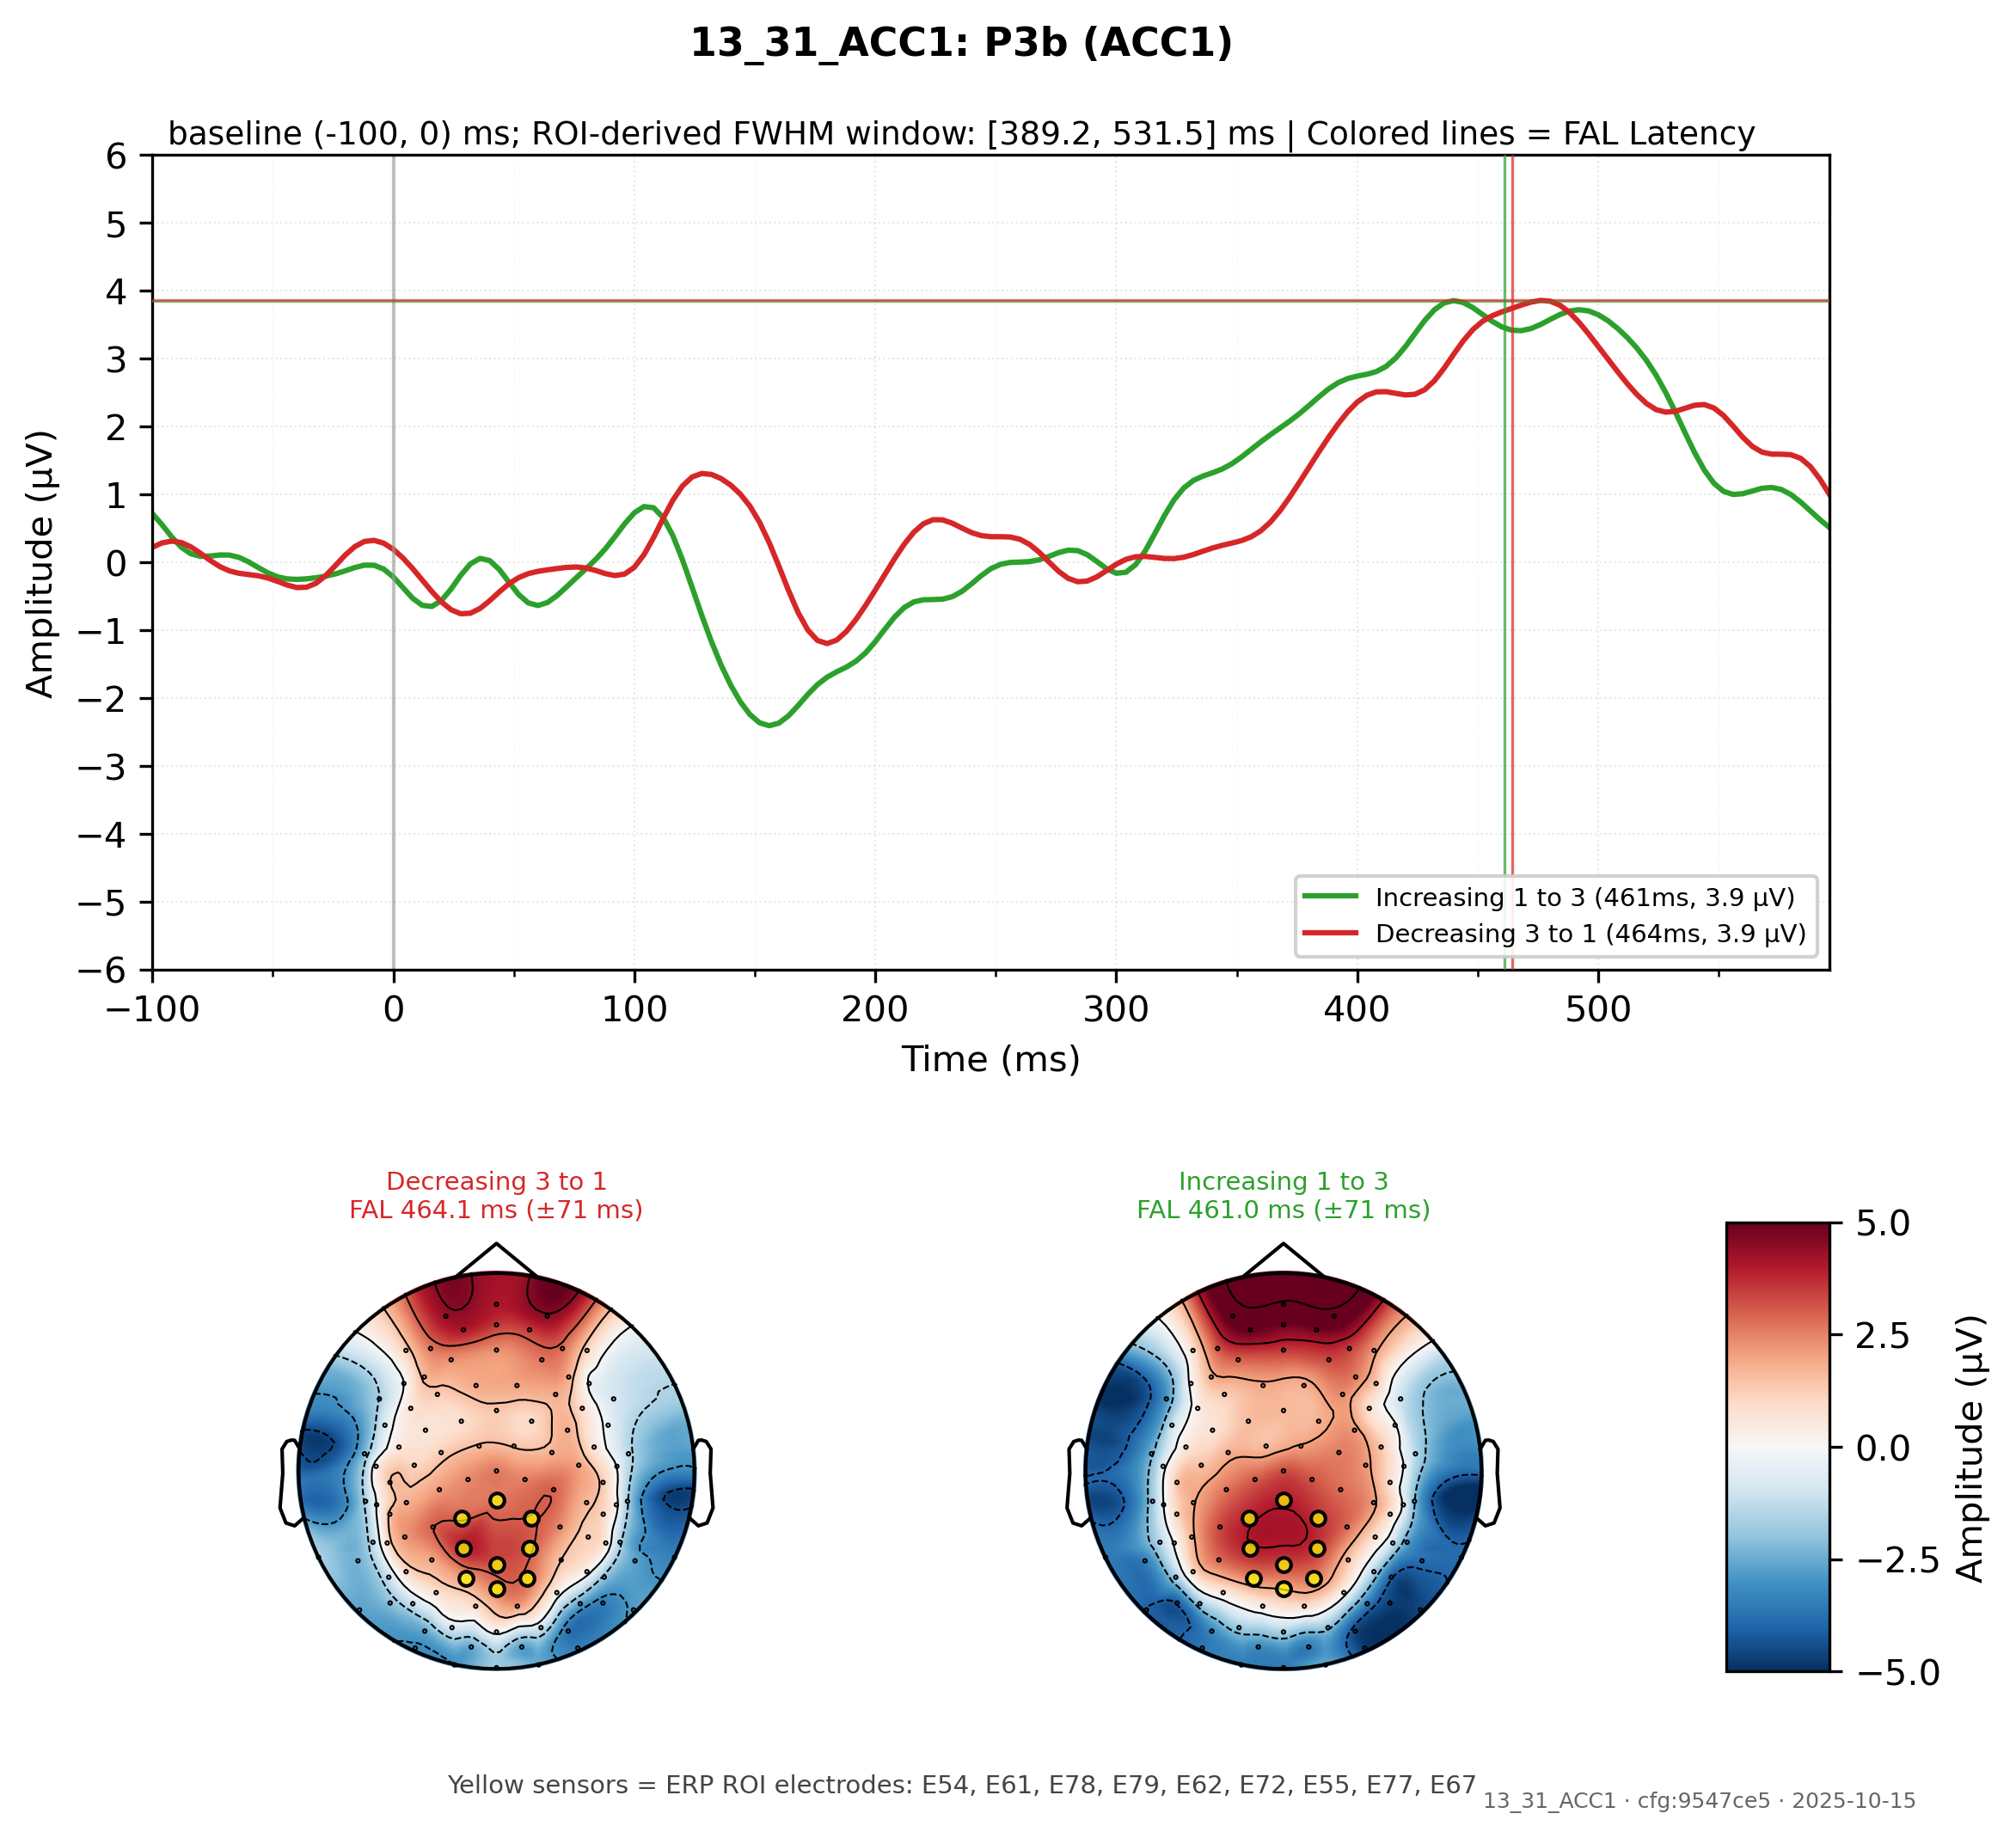 13_31_ACC1: P3b (ACC1)
baseline (-100, 0) ms; ROI-derived FWHM window: [389.2, 531.5] ms | Colored lines = FAL Latency
6
5
4
3
2
1
0
−1
−2
−3
−4
−5
−6
Amplitude (µV)
Increasing 1 to 3 (461ms, 3.9 µV)
Decreasing 3 to 1 (464ms, 3.9 µV)
−100
0
100
200
300
400
500
Time (ms)
Decreasing 3 to 1
FAL 464.1 ms (±71 ms)
Increasing 1 to 3
FAL 461.0 ms (±71 ms)
5.0
2.5
0.0
−2.5
−5.0
Amplitude (µV)
Yellow sensors = ERP ROI electrodes: E54, E61, E78, E79, E62, E72, E55, E77, E67
13_31_ACC1 · cfg:9547ce5 · 2025-10-15